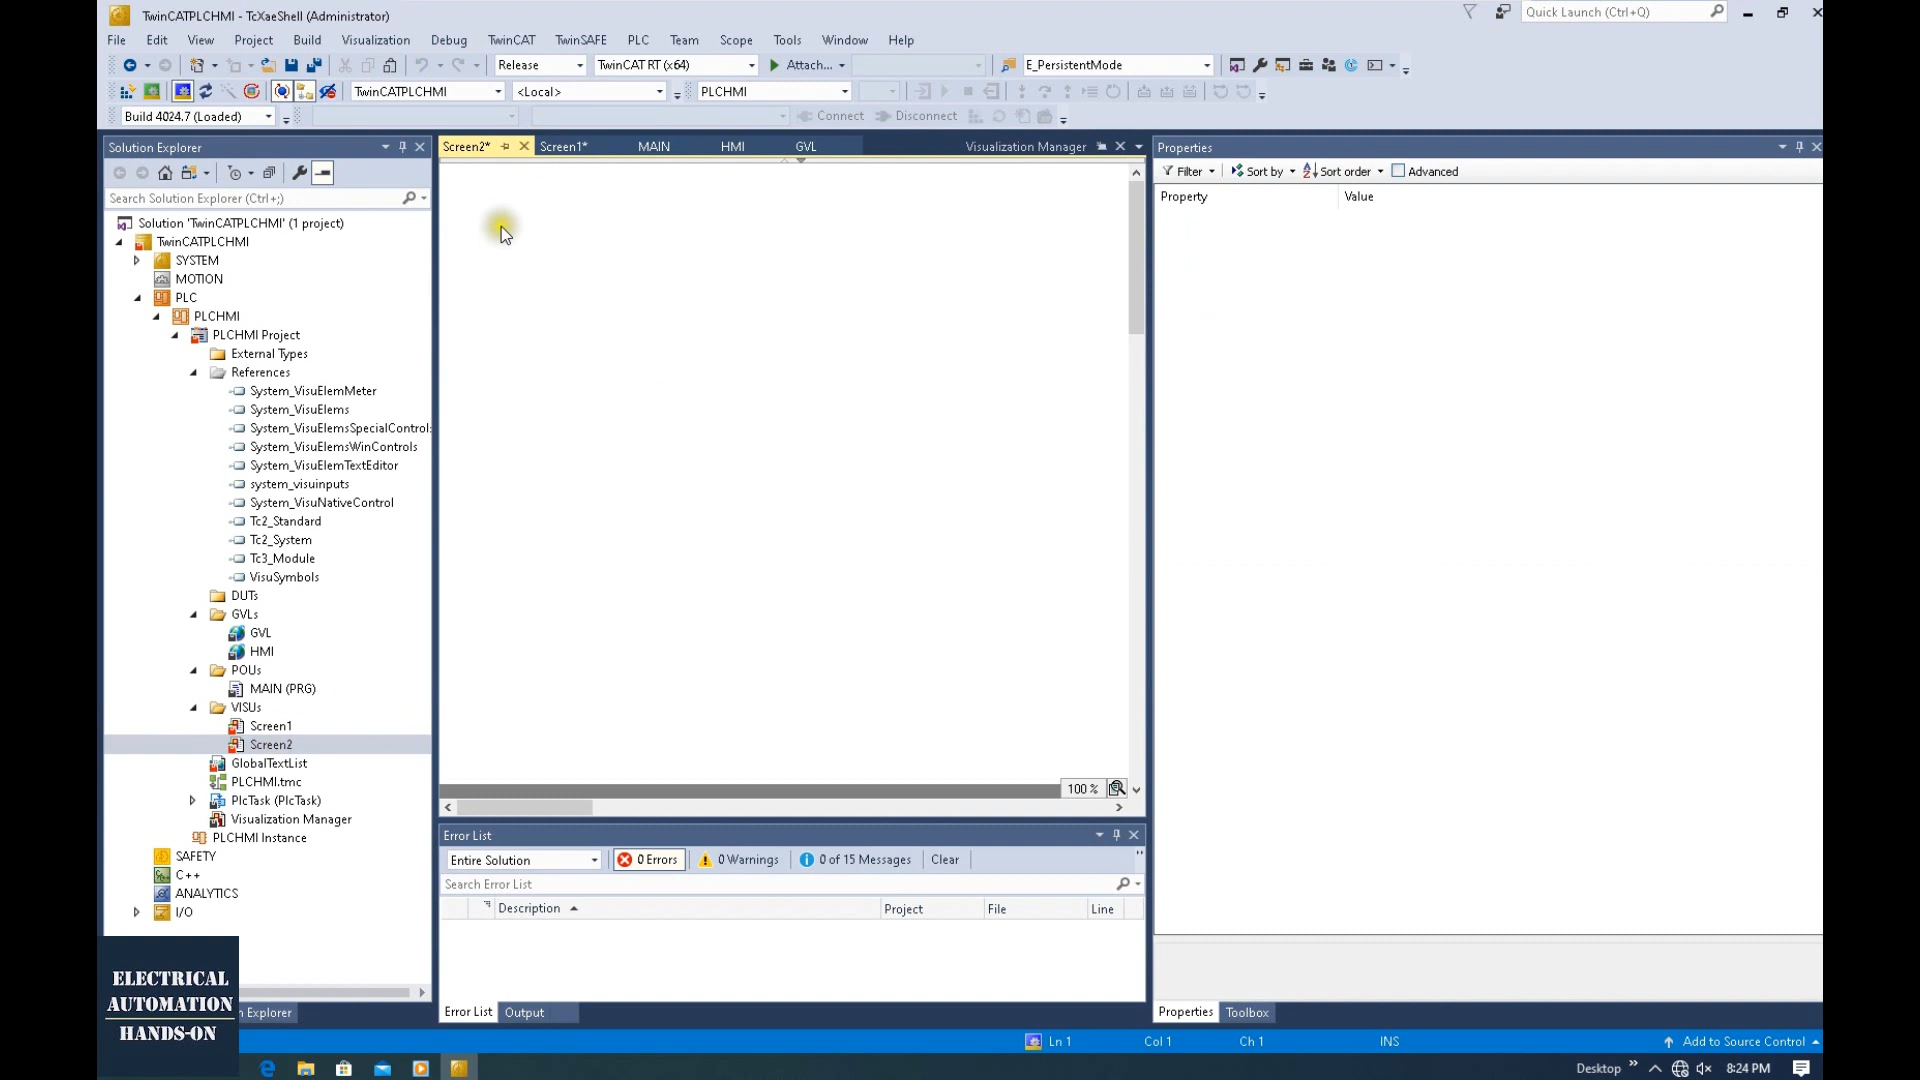 TwinCATPLCHMI - TcXaeShell (Administrator)
Quick Launch (Ctrl+Q)
File Edit View Project Build Visualization Debug TwinCAT TwinSAFE PLC Team Scope Tools Window Help
Release TwinCAT RT (x64) Attach... E_PersistentMode
TwinCATPLCHMI <Local> PLCHMI
Build 4024.7 (Loaded) Connect Disconnect
Solution Explorer
Search Solution Explorer (Ctrl+;)
Solution 'TwinCATPLCHMI' (1 project)
TwinCATPLCHMI
SYSTEM
MOTION
PLC
PLCHMI
PLCHMI Project
External Types
References
System_VisuElemMeter
System_VisuElems
System_VisuElemsSpecialControl
System_VisuElemsWinControls
System_VisuElemTextEditor
system_visuinputs
System_VisuNativeControl
Tc2_Standard
Tc2_System
Tc3_Module
VisuSymbols
DUTs
GVLs
GVL
HMI
POUs
MAIN (PRG)
VISUs
Screen1
Screen2
GlobalTextList
PLCHMI.tmc
PlcTask (PlcTask)
Visualization Manager
PLCHMI Instance
SAFETY
C++
ANALYTICS
I/O
n Explorer
ELECTRICAL
AUTOMATION
HANDS-ON
Screen2* Screen1* MAIN HMI GVL Visualization Manager
100 %
Error List
Entire Solution 0 Errors 0 Warnings 0 of 15 Messages Clear
Search Error List
Description Project File Line
Error List Output
Properties
Filter Sort by Sort order Advanced
Property Value
Properties Toolbox
Ln 1 Col 1 Ch 1 INS Add to Source Control
Desktop 8:24 PM